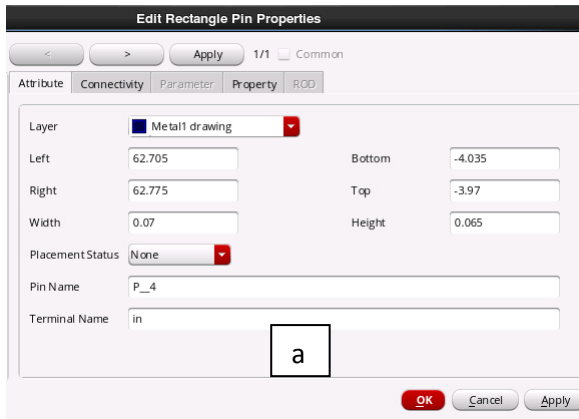 Edit Rectangle Pin Properties
< > Apply 1/1 Common
Attribute Connectivity Parameter Property ROD
Layer Metal1 drawing
Left 62.705 Bottom -4.035
Right 62.775 Top -3.97
Width 0.07 Height 0.065
Placement Status None
Pin Name P__4
Terminal Name in
a
OK Cancel Apply